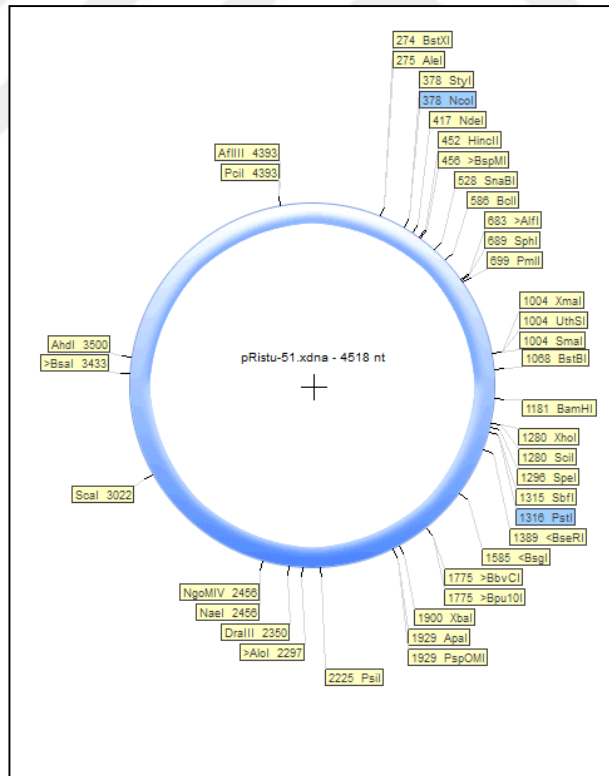 274 BstXI
275 AleI
378 StyI
378 NcoI
417 NdeI
452 HincII
456 >BspMI
528 SnaBI
586 BclI
683 >AlfI
689 SphI
699 PmlI
1004 XmaI
1004 UthSI
1004 SmaI
1068 BstBI
1181 BamHI
1280 XhoI
1280 SciI
1296 SpeI
1315 SbfI
1316 PstI
1389 <BseRI
1585 <BsgI
1775 >BbvCI
1775 >Bpu10I
1900 XbaI
1929 ApaI
1929 PspOMI
2225 PsiI
>AloI 2297
DraIII 2350
NaeI 2456
NgoMIV 2456
ScaI 3022
>BsaI 3433
AhdI 3500
PciI 4393
AflIII 4393
pRistu-51.xdna - 4518 nt